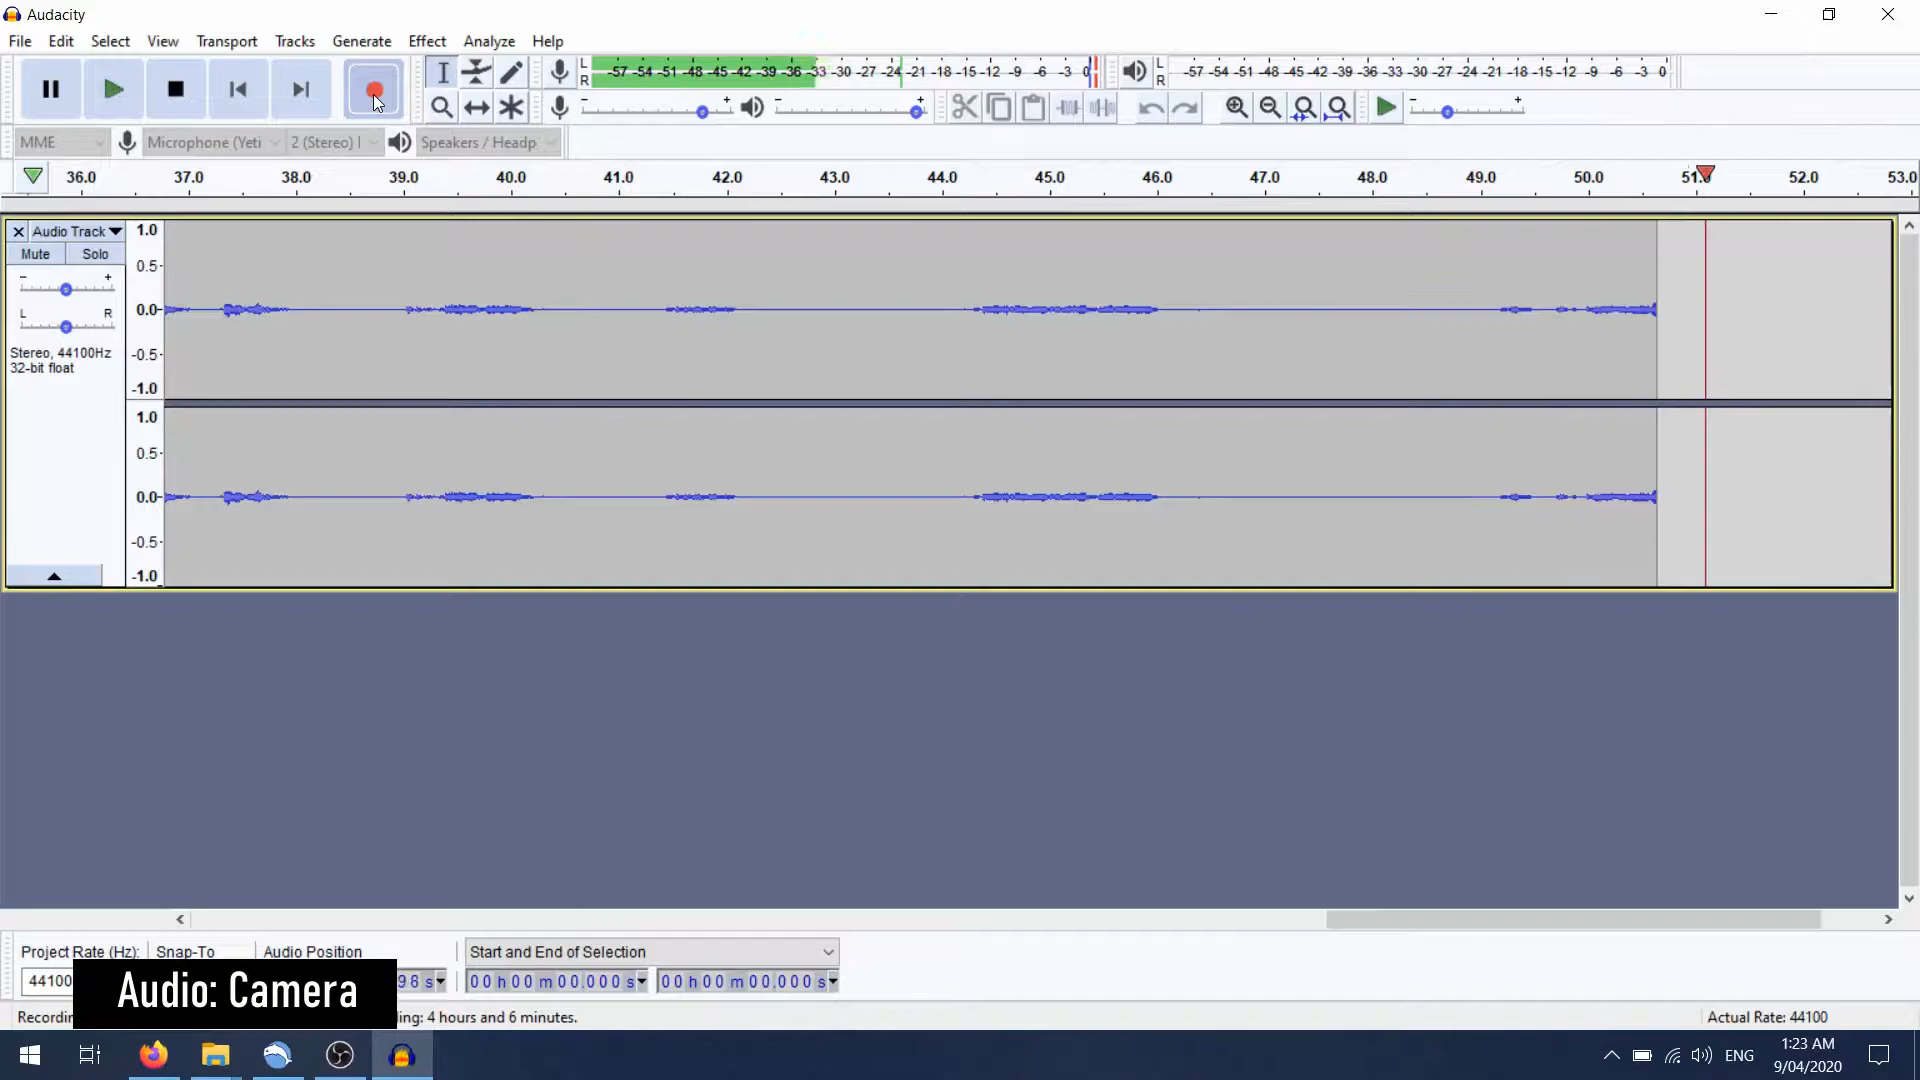 Audacity
File Edit Select View Transport Tracks Generate Effect Analyze Help
L R -57 -54 -51 -48 -45 -42 -39 -36 -33 -30 -27 -24 -21 -18 -15 -12 -9 -6 -3 0 L R -57 -54 -51 -48 -45 -42 -39 -36 -33 -30 -27 -24 -21 -18 -15 -12 -9 -6 -3 0
- + - + - +
MME Microphone (Yeti 2 (Stereo) Speakers / Headp
36.0 37.0 38.0 39.0 40.0 41.0 42.0 43.0 44.0 45.0 46.0 47.0 48.0 49.0 50.0 51.0 52.0 53.0
Audio Track
Mute Solo
- +
L R
Stereo, 44100Hz
32-bit float
1.0
0.5
0.0
-0.5
-1.0
1.0
0.5
0.0
-0.5
-1.0
Project Rate (Hz): Snap-To Audio Position Start and End of Selection
44100 98 s 00 h 00 m 00.000 s 00 h 00 m 00.000 s
Audio: Camera
ing: 4 hours and 6 minutes. Actual Rate: 44100
ENG
1:23 AM
9/04/2020